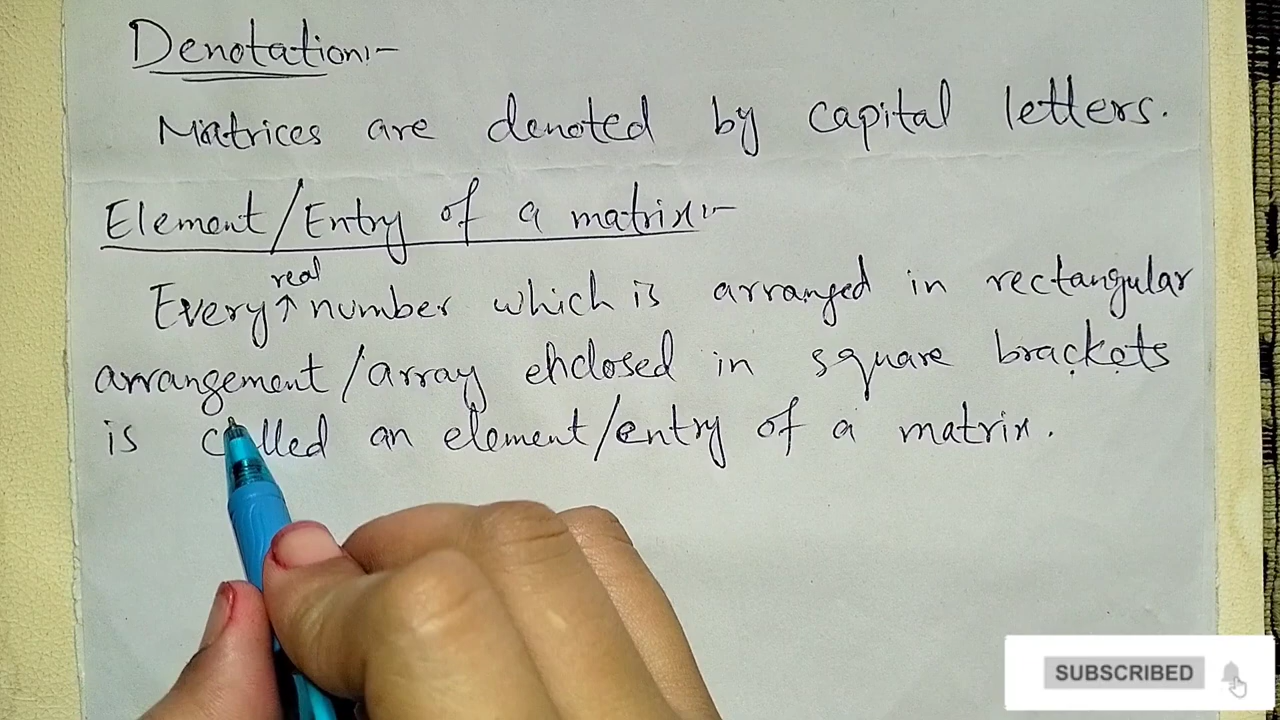 Denotation:-
Matrices are denoted by capital letters.
Element/Entry of a matrix:-
real
Every ↑ number which is arranged in rectangular
arrangement/array enclosed in square brackets
is called an element/entry of a matrix.
SUBSCRIBED